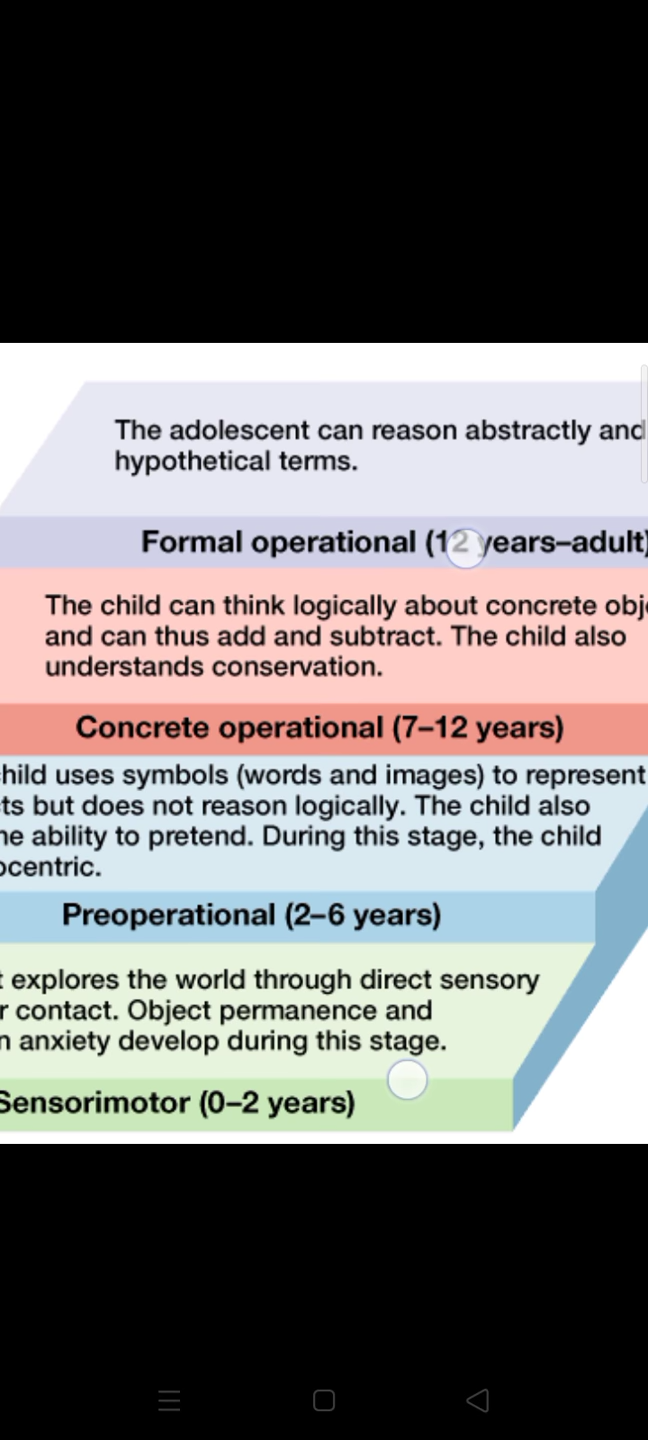 The adolescent can reason abstractly and
hypothetical terms.
Formal operational (12 years–adult)
The child can think logically about concrete obj
and can thus add and subtract. The child also
understands conservation.
Concrete operational (7–12 years)
hild uses symbols (words and images) to represent
ts but does not reason logically. The child also
he ability to pretend. During this stage, the child
ocentric.
Preoperational (2–6 years)
t explores the world through direct sensory
r contact. Object permanence and
n anxiety develop during this stage.
Sensorimotor (0–2 years)